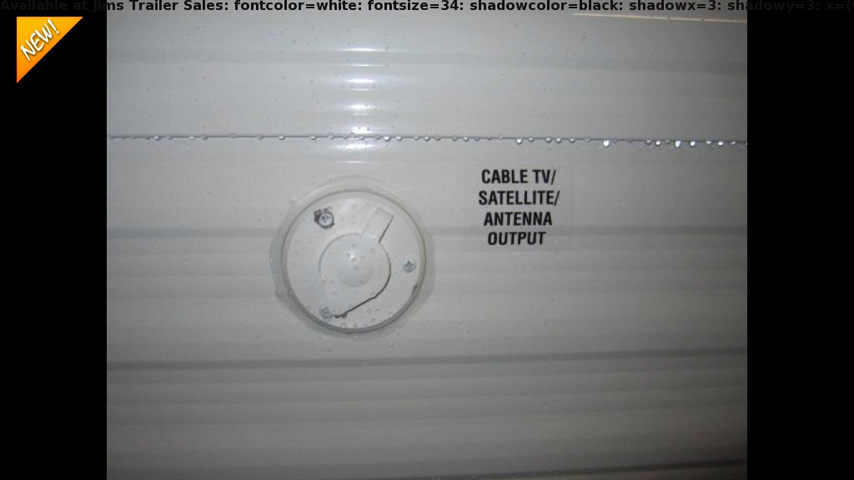 Available at Jims Trailer Sales: fontcolor=white: fontsize=34: shadowcolor=black: shadowx=3: shadowy=3: x=(
NEW!
CABLE TV/
SATELLITE/
ANTENNA
OUTPUT